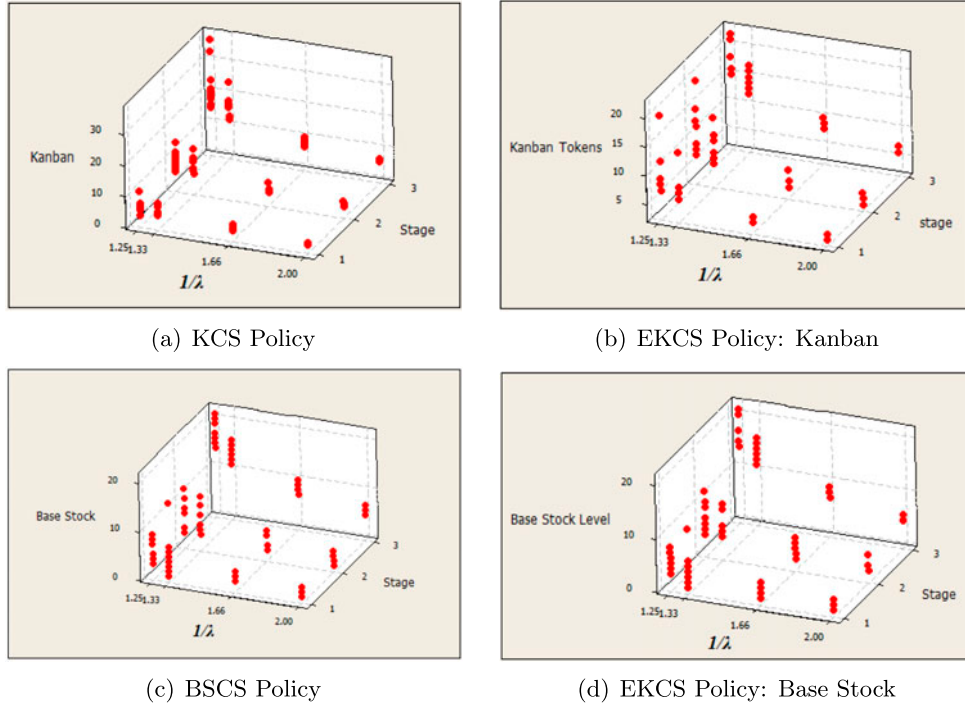 Kanban
30
20
10
0
1.25
1.33
1.66
2.00
1/λ
1
2
3
Stage
(a) KCS Policy
Kanban Tokens
20
15
10
5
1.25
1.33
1.66
2.00
1/λ
1
2
3
stage
(b) EKCS Policy: Kanban
Base Stock
20
10
0
1.25
1.33
1.66
2.00
1/λ
1
2
3
Stage
(c) BSCS Policy
Base Stock Level
20
10
0
1.25
1.33
1.66
2.00
1/λ
1
2
3
Stage
(d) EKCS Policy: Base Stock